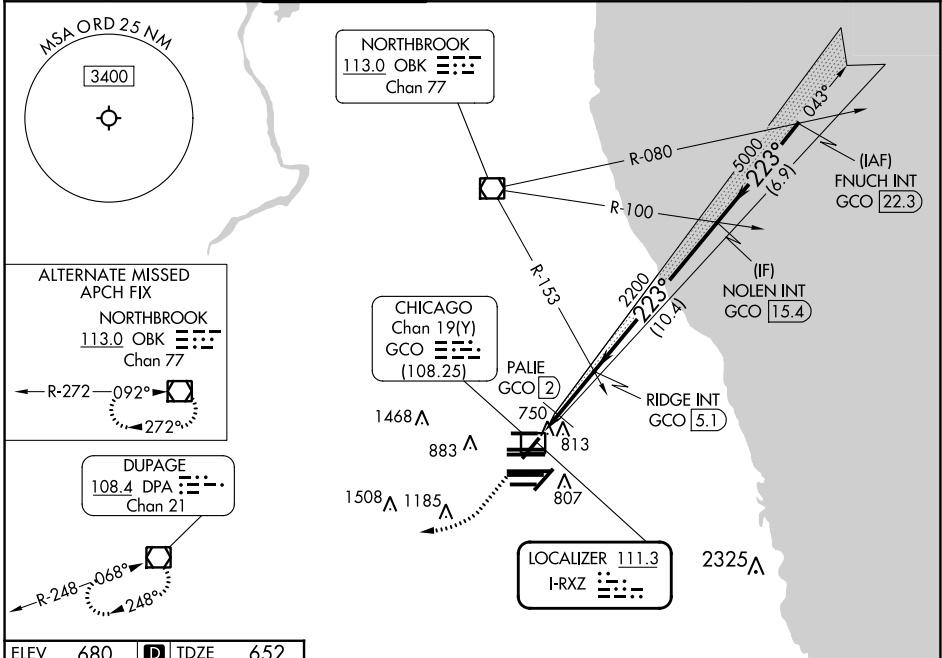 MSA ORD 25 NM
3400
NORTHBROOK
113.0 OBK
Chan 77
043°
5000
223°
(6.9)
(IAF)
FNUCH INT
GCO 22.3
R-080
R-100
R-153
(IF)
NOLEN INT
GCO 15.4
2200
223°
(10.4)
ALTERNATE MISSED
APCH FIX
NORTHBROOK
113.0 OBK
Chan 77
R-272
092°
272°
CHICAGO
Chan 19(Y)
GCO
(108.25)
PALIE
GCO 2
RIDGE INT
GCO 5.1
1468
750
813
883
807
1508
1185
DUPAGE
108.4 DPA
Chan 21
R-248
068°
248°
LOCALIZER 111.3
I-RXZ
2325
ELEV 680 D TDZE 652